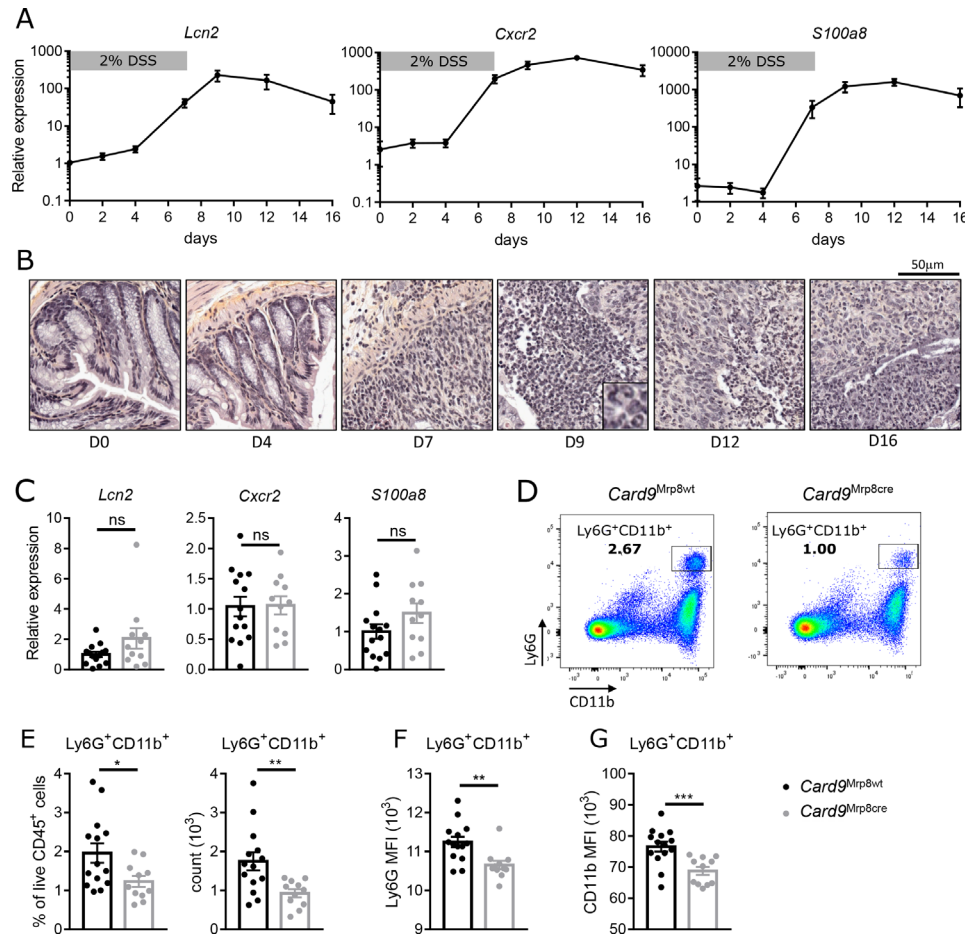 A
Lcn2
Cxcr2
S100a8
Relative expression
1000
100
10
1
0.1
2% DSS
0 2 4 6 8 10 12 14 16
days
1000
100
10
1
0.1
2% DSS
0 2 4 6 8 10 12 14 16
days
10000
1000
100
10
1
2% DSS
0 2 4 6 8 10 12 14 16
days
B
50μm
D0
D4
D7
D9
D12
D16
C
Lcn2
Cxcr2
S100a8
Relative expression
10
8
6
4
2
0
ns
2.5
2.0
1.5
1.0
0.5
0.0
ns
4
3
2
1
0
ns
D
Card9Mrp8wt
Card9Mrp8cre
Ly6G+CD11b+
2.67
Ly6G+CD11b+
1.00
Ly6G
CD11b
E
Ly6G+CD11b+
% of live CD45+ cells
4
3
2
1
0
*
Ly6G+CD11b+
count (103)
4
3
2
1
0
**
F
Ly6G+CD11b+
Ly6G MFI (103)
13
12
11
10
**
G
Ly6G+CD11b+
CD11b MFI (103)
100
90
80
70
60
50
***
Card9Mrp8wt
Card9Mrp8cre